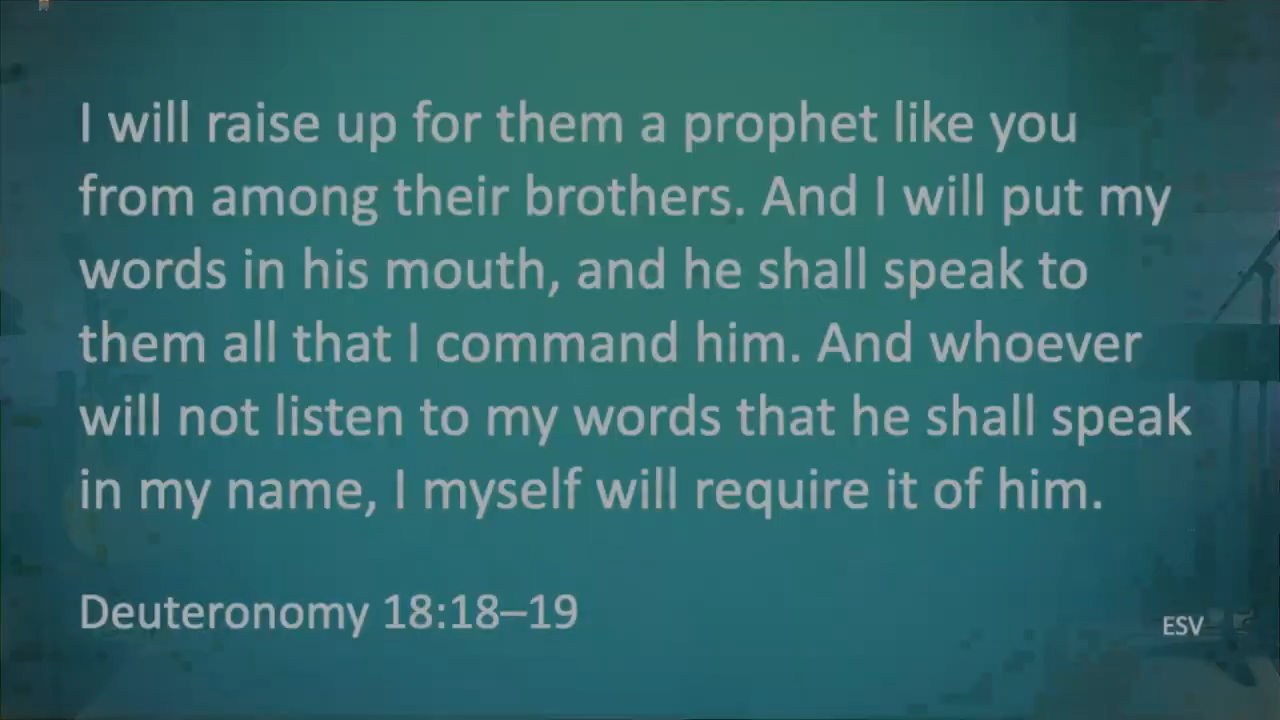 I will raise up for them a prophet like you
from among their brothers. And I will put my
words in his mouth, and he shall speak to
them all that I command him. And whoever
will not listen to my words that he shall speak
in my name, I myself will require it of him.
Deuteronomy 18:18–19
ESV